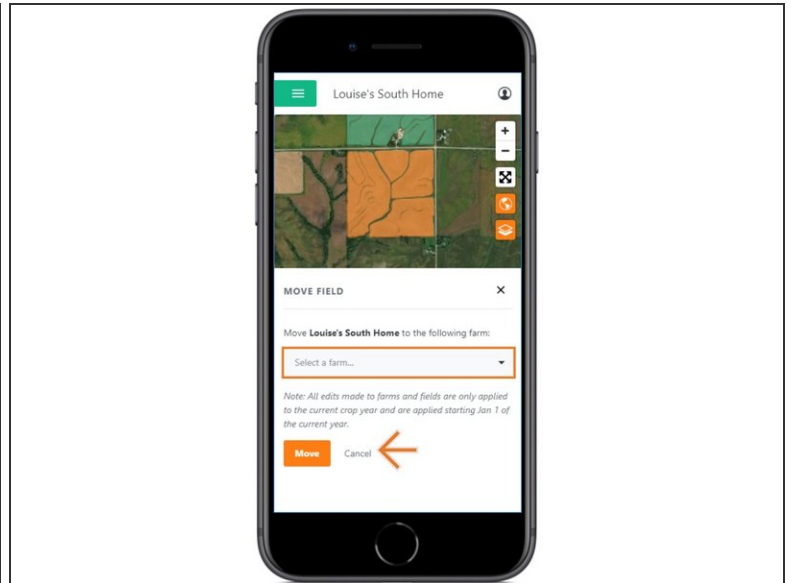 Louise's South Home
+
−
MOVE FIELD
Move Louise's South Home to the following farm:
Select a farm...
Note: All edits made to farms and fields are only applied
to the current crop year and are applied starting Jan 1 of
the current year.
Move Cancel